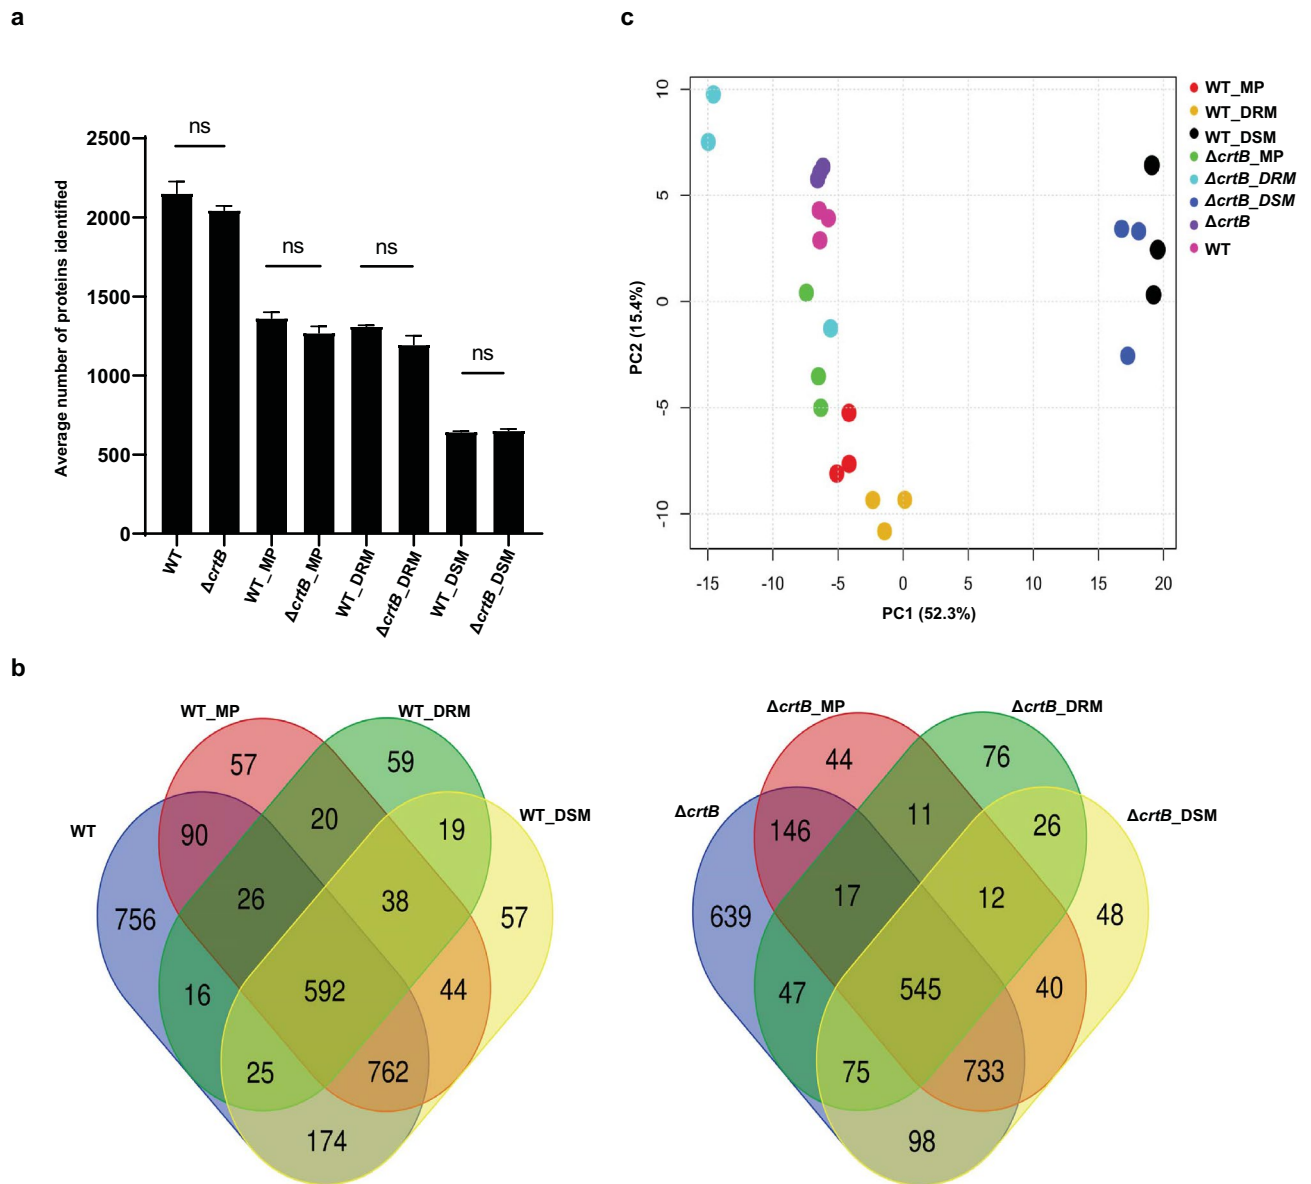 a
Average number of proteins identified
2500
2000
1500
1000
500
0
ns
ns
ns
ns
WT
ΔcrtB
WT_MP
ΔcrtB_MP
WT_DRM
ΔcrtB_DRM
WT_DSM
ΔcrtB_DSM
c
PC2 (15.4%)
10
5
0
-5
-10
-15
-10
-5
0
5
10
15
20
PC1 (52.3%)
WT_MP
WT_DRM
WT_DSM
ΔcrtB_MP
ΔcrtB_DRM
ΔcrtB_DSM
ΔcrtB
WT
b
WT_MP
WT_DRM
WT
WT_DSM
57
59
90
20
19
756
26
38
57
16
592
44
25
762
174
ΔcrtB_MP
ΔcrtB_DRM
ΔcrtB
ΔcrtB_DSM
44
76
146
11
26
639
17
12
48
47
545
40
75
733
98